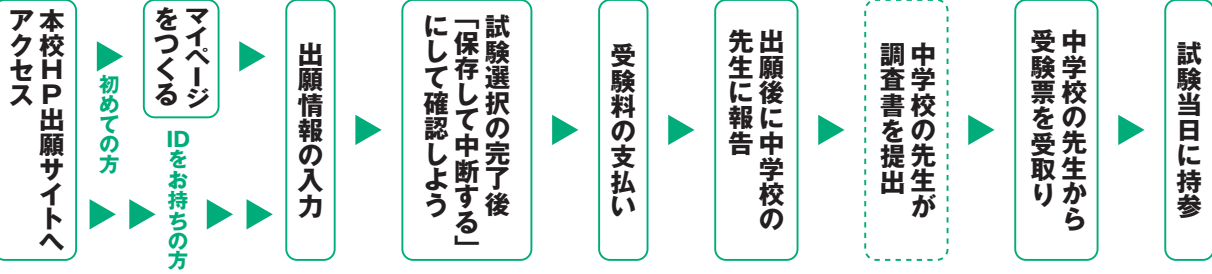 本校HP出願サイトへ
アクセス
初めての方
マイページ
をつくる
IDをお持ちの方
出願情報の入力
試験選択の完了後
「保存して中断する」
にして確認しよう
受験料の支払い
出願後に中学校の
先生に報告
中学校の先生が
調査書を提出
中学校の先生から
受験票を受取り
試験当日に持参